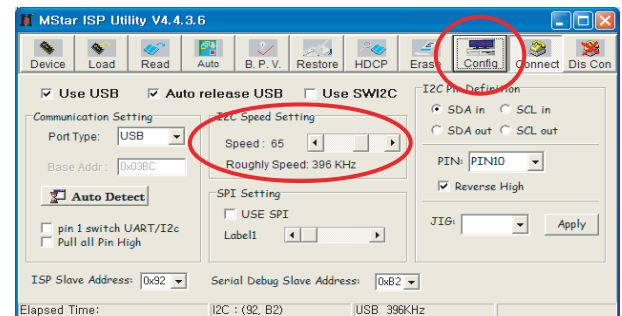 MStar ISP Utility V4.4.3.6
Device Load Read Auto B. P. V. Restore HDCP Erase Config Connect Dis Con
Use USB Auto release USB Use SWI2C
Communication Setting
Port Type: USB
Base Addr: 0x03BC
Auto Detect
pin 1 switch UART/I2c
Pull all Pin High
I2C Speed Setting
Speed : 65
Roughly Speed: 396 KHz
SPI Setting
USE SPI
Label1
I2C Pin Definition
SDA in SCL in
SDA out SCL out
PIN: PIN10
Reverse High
JIG: Apply
ISP Slave Address: 0x92 Serial Debug Slave Address: 0xB2
Elapsed Time: I2C : (92, B2) USB 396KHz